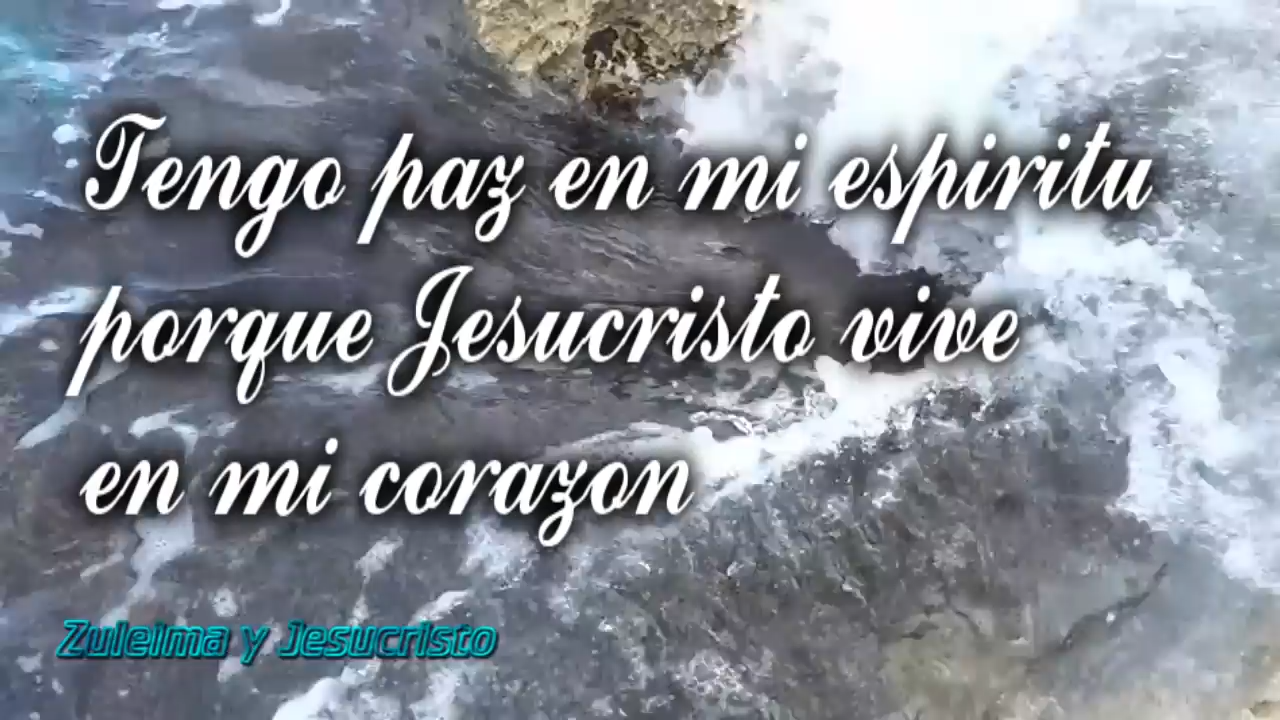 Tengo paz en mi espiritu
porque Jesucristo vive
en mi corazon
Zuleima y Jesucristo